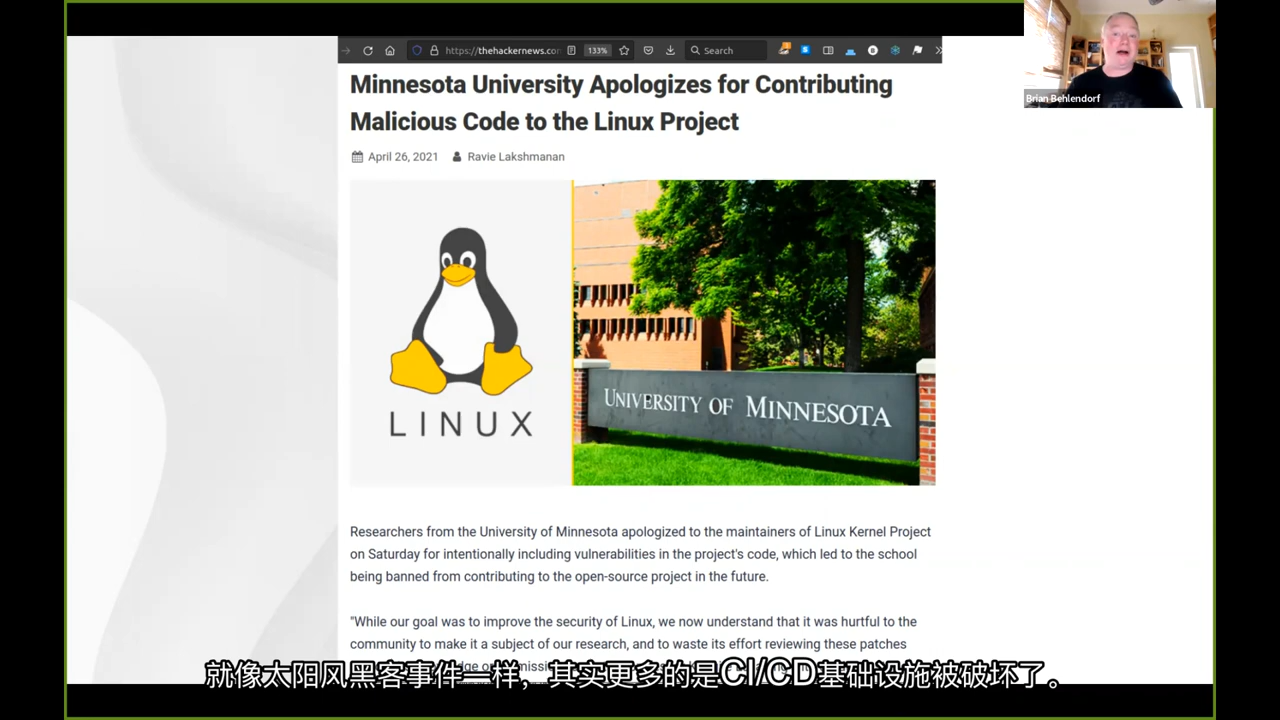 https://thehackernews.co
133%
Search
Brian Behlendorf
Minnesota University Apologizes for Contributing
Malicious Code to the Linux Project
April 26, 2021 Ravie Lakshmanan
LINUX
UNIVERSITY OF MINNESOTA
Researchers from the University of Minnesota apologized to the maintainers of Linux Kernel Project
on Saturday for intentionally including vulnerabilities in the project's code, which led to the school
being banned from contributing to the open-source project in the future.
"While our goal was to improve the security of Linux, we now understand that it was hurtful to the
community to make it a subject of our research, and to waste its effort reviewing these patches
就像太阳风黑客事件一样，其实更多的是CI/CD基础设施被破坏了。